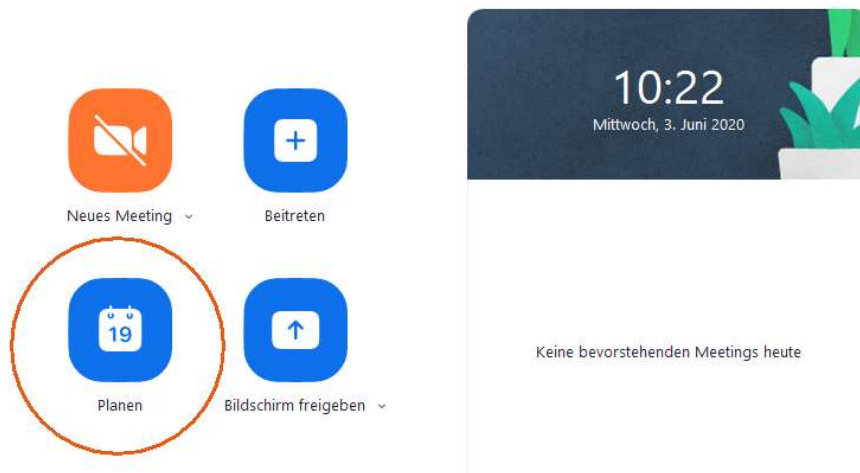 10:22
Mittwoch, 3. Juni 2020
Neues Meeting
Beitreten
19
Planen
Bildschirm freigeben
Keine bevorstehenden Meetings heute